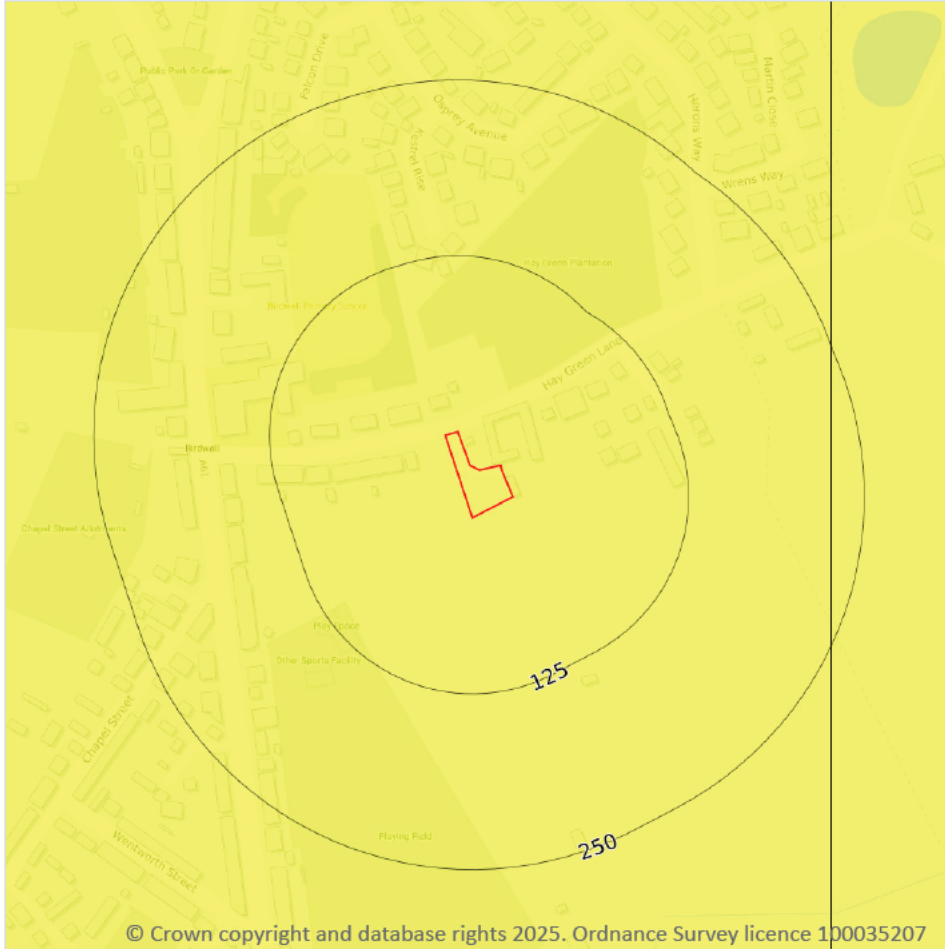 Falcon Drive
Public Park Or Garden
Osprey Avenue
Kestrel Rise
Herons Way
Martin Close
Wrens Way
Hay Green Plantation
Birdwell Primary School
Hay Green Lane
Birdwell
A61
Chapel Street Allotments
Play Space
Other Sports Facility
125
Chapel Street
Playing Field
250
Wentworth Street
© Crown copyright and database rights 2025. Ordnance Survey licence 100035207